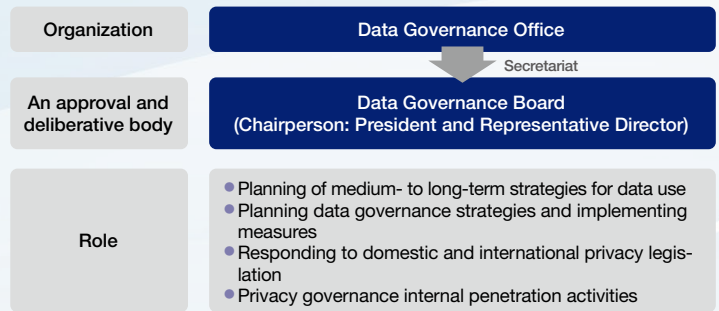 Organization
Data Governance Office
Secretariat
An approval and
deliberative body
Data Governance Board
(Chairperson: President and Representative Director)
Role
● Planning of medium- to long-term strategies for data use
● Planning data governance strategies and implementing
measures
● Responding to domestic and international privacy legis-
lation
● Privacy governance internal penetration activities